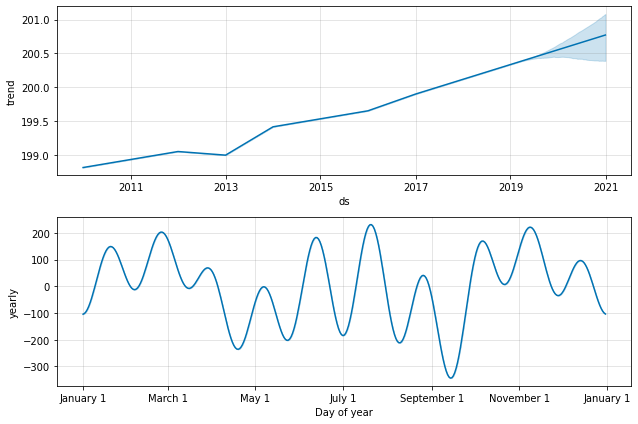 201.0
200.5
200.0
199.5
199.0
trend
2011
2013
2015
2017
2019
2021
ds
200
100
0
−100
−200
−300
yearly
January 1
March 1
May 1
July 1
September 1
November 1
January 1
Day of year